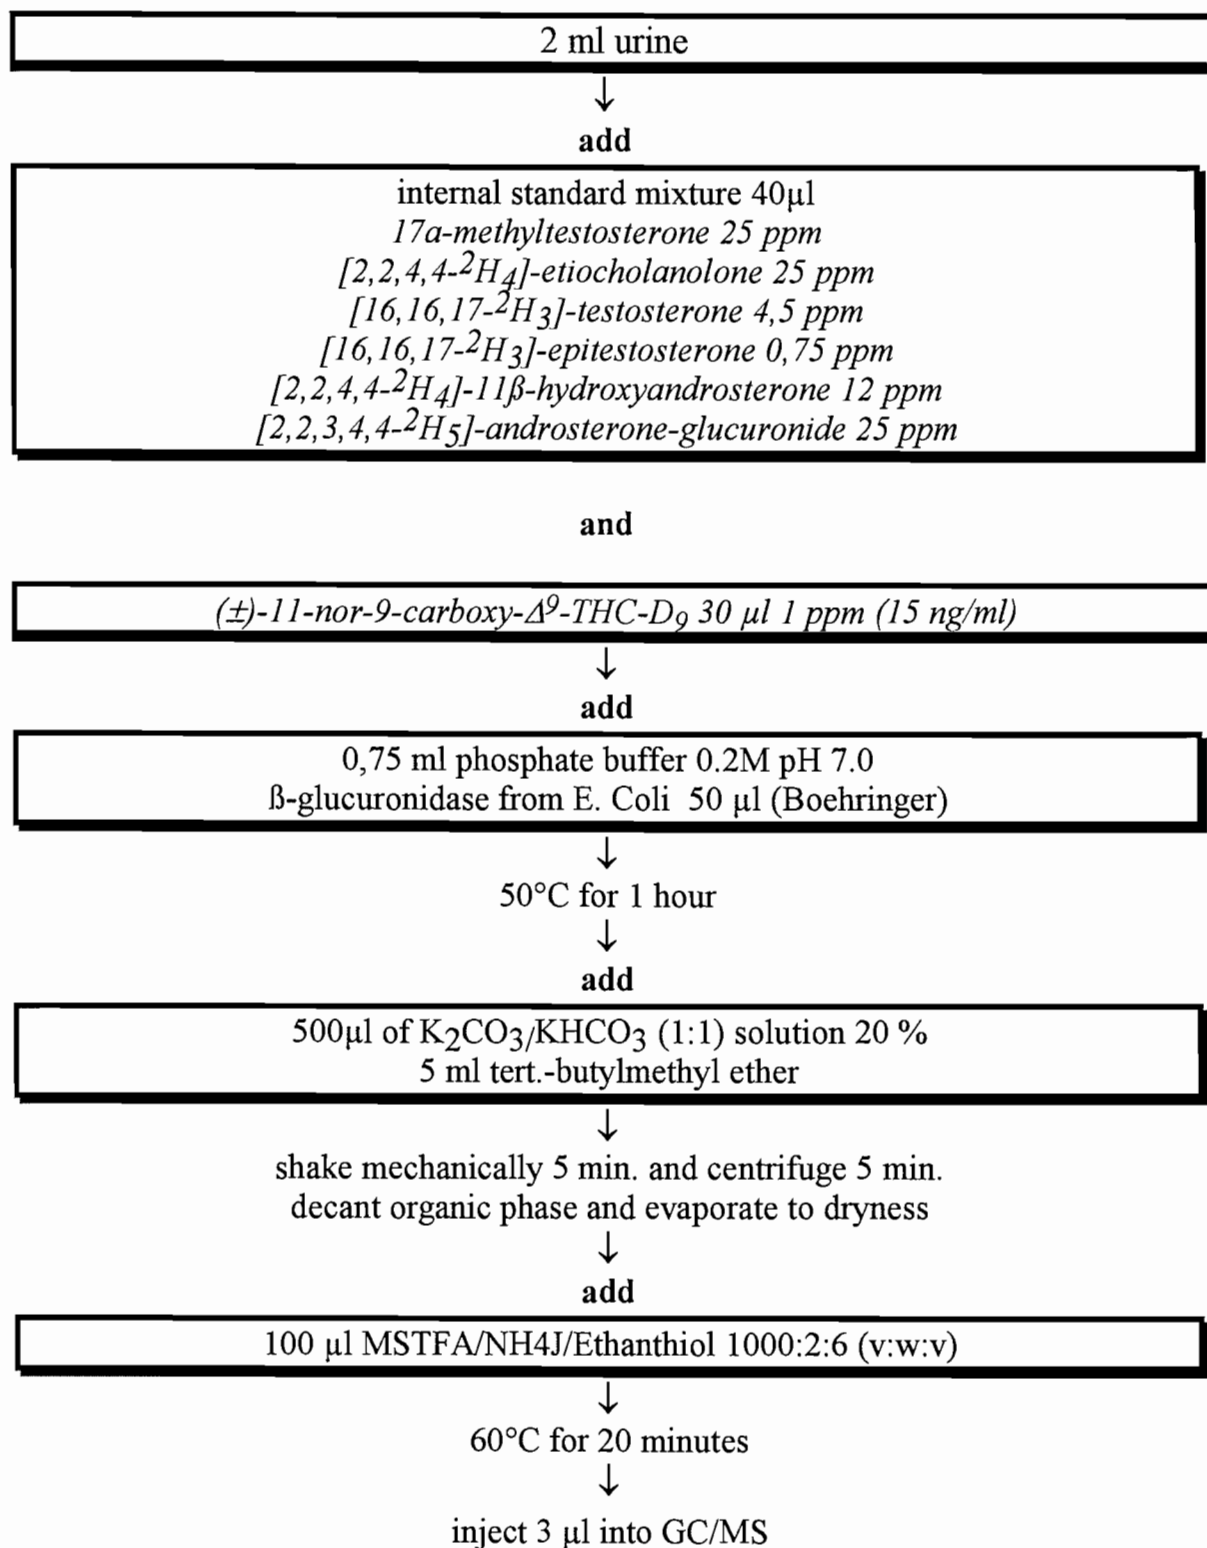 2 ml urine
↓
add
internal standard mixture 40µl
17a-methyltestosterone 25 ppm
[2,2,4,4-²H₄]-etiocholanolone 25 ppm
[16,16,17-²H₃]-testosterone 4,5 ppm
[16,16,17-²H₃]-epitestosterone 0,75 ppm
[2,2,4,4-²H₄]-11ß-hydroxyandrosterone 12 ppm
[2,2,3,4,4-²H₅]-androsterone-glucuronide 25 ppm
and
(±)-11-nor-9-carboxy-Δ⁹-THC-D₉ 30 µl 1 ppm (15 ng/ml)
↓
add
0,75 ml phosphate buffer 0.2M pH 7.0
ß-glucuronidase from E. Coli 50 µl (Boehringer)
↓
50°C for 1 hour
↓
add
500µl of K₂CO₃/KHCO₃ (1:1) solution 20 %
5 ml tert.-butylmethyl ether
↓
shake mechanically 5 min. and centrifuge 5 min.
decant organic phase and evaporate to dryness
↓
add
100 µl MSTFA/NH4J/Ethanthiol 1000:2:6 (v:w:v)
↓
60°C for 20 minutes
↓
inject 3 µl into GC/MS